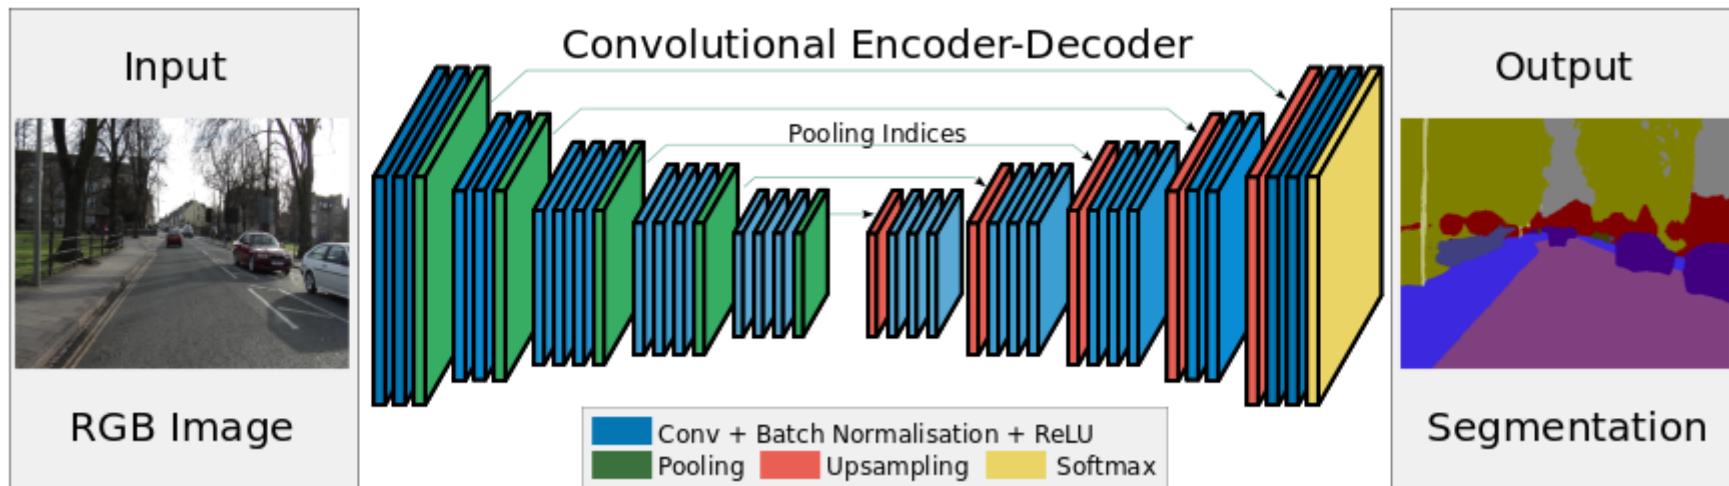 Convolutional Encoder-Decoder
Input
RGB Image
Pooling Indices
Output
Segmentation
Conv + Batch Normalisation + ReLU
Pooling
Upsampling
Softmax